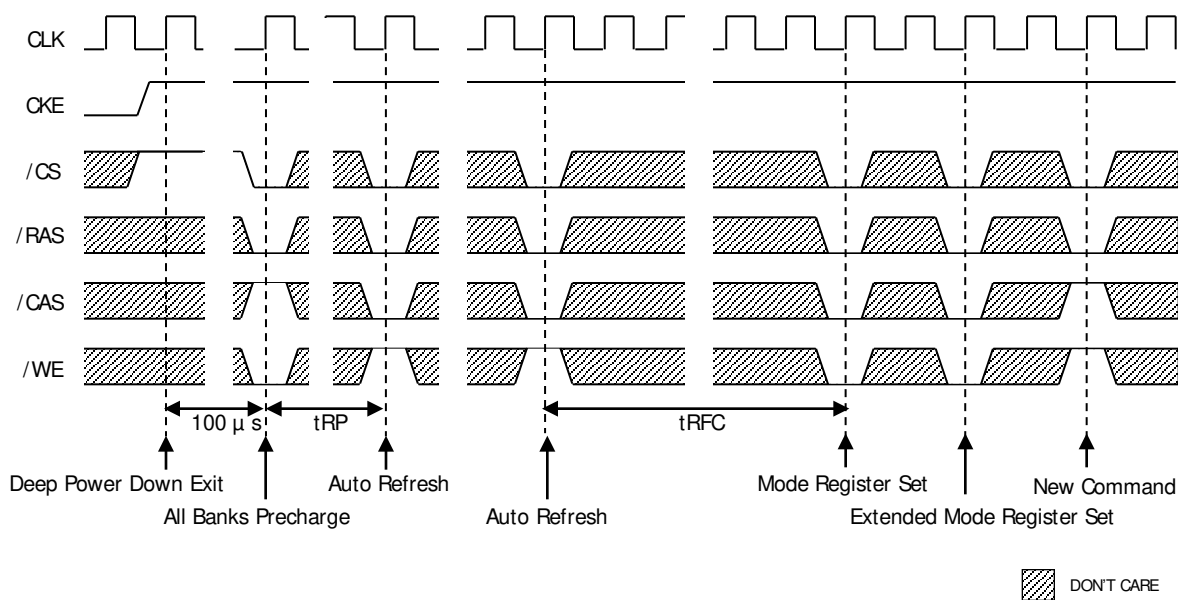 CLK
CKE
/CS
/RAS
/CAS
/WE
100 μ s
tRP
tRFC
Deep Power Down Exit
Auto Refresh
Mode Register Set
New Command
All Banks Precharge
Auto Refresh
Extended Mode Register Set
DON'T CARE